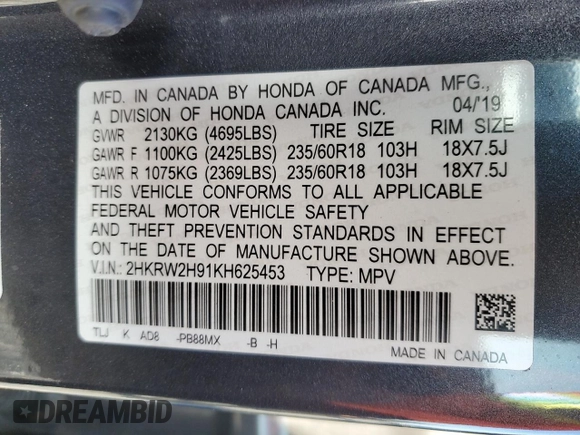 MFD. IN CANADA BY HONDA OF CANADA MFG.,
A DIVISION OF HONDA CANADA INC. 04/'19
GVWR 2130KG (4695LBS) TIRE SIZE RIM SIZE
GAWR F 1100KG (2425LBS) 235/60R18 103H 18X7.5J
GAWR R 1075KG (2369LBS) 235/60R18 103H 18X7.5J
THIS VEHICLE CONFORMS TO ALL APPLICABLE
FEDERAL MOTOR VEHICLE SAFETY
AND THEFT PREVENTION STANDARDS IN EFFECT
ON THE DATE OF MANUFACTURE SHOWN ABOVE.
V.I.N.: 2HKRW2H91KH625453 TYPE: MPV
TLJ K AD8 -PB88MX -B -H
MADE IN CANADA
DREAMBID